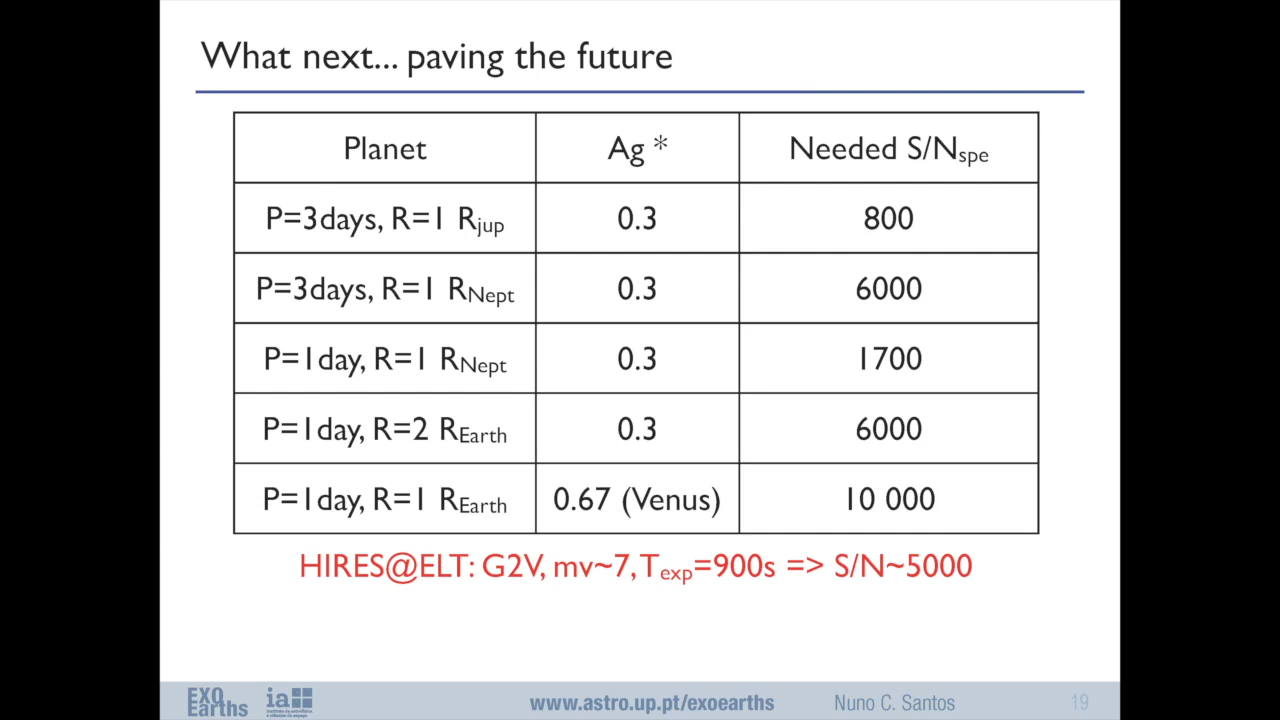 What next... paving the future
Planet Ag * Needed S/Nspe
P=3days, R=1 Rjup 0.3 800
P=3days, R=1 RNept 0.3 6000
P=1day, R=1 RNept 0.3 1700
P=1day, R=2 REarth 0.3 6000
P=1day, R=1 REarth 0.67 (Venus) 10 000
HIRES@ELT: G2V, mv~7, Texp=900s => S/N~5000
EXO
Earths
ia
www.astro.up.pt/exoearths
Nuno C. Santos
19